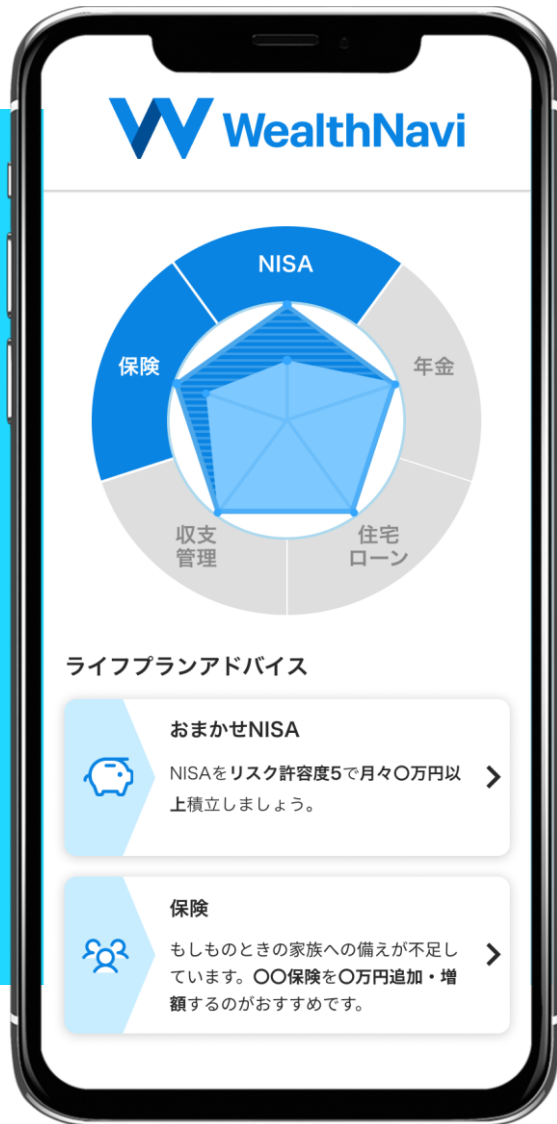 WealthNavi
NISA
保険
年金
収支
管理
住宅
ローン
ライフプランアドバイス
おまかせNISA
NISAをリスク許容度5で月々〇万円以
上積立しましょう。
保険
もしものときの家族への備えが不足し
ています。〇〇保険を〇万円追加・増
額するのがおすすめです。